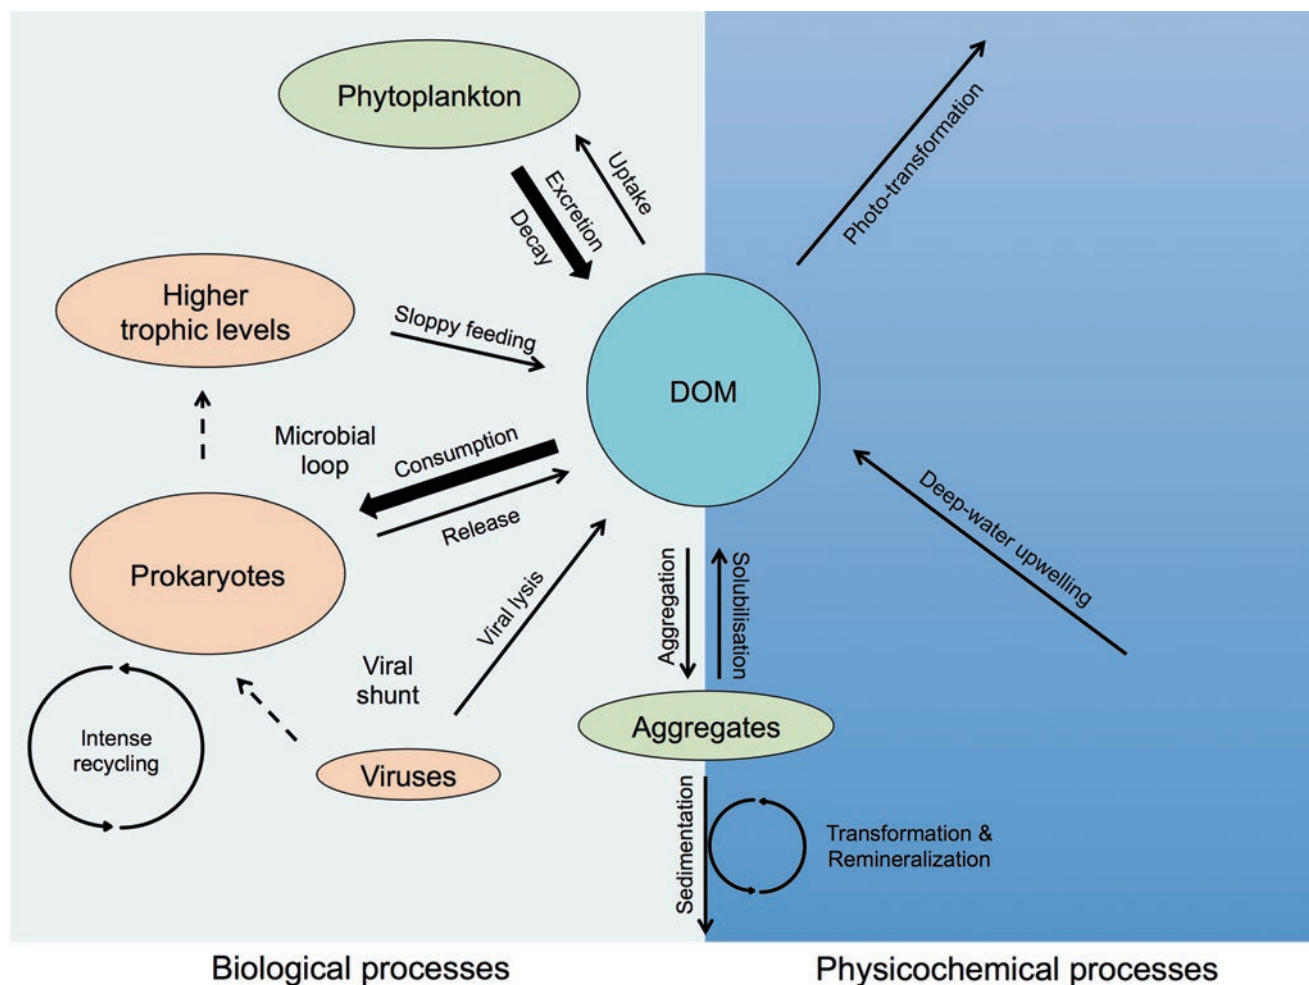 Phytoplankton
Uptake
Excretion
Decay
Photo-transformation
Higher
trophic levels
Sloppy feeding
DOM
Microbial
loop
Consumption
Release
Deep-water upwelling
Prokaryotes
Viral lysis
Aggregation
Solubilisation
Viral
shunt
Intense
recycling
Viruses
Aggregates
Sedimentation
Transformation &
Remineralization
Biological processes
Physicochemical processes